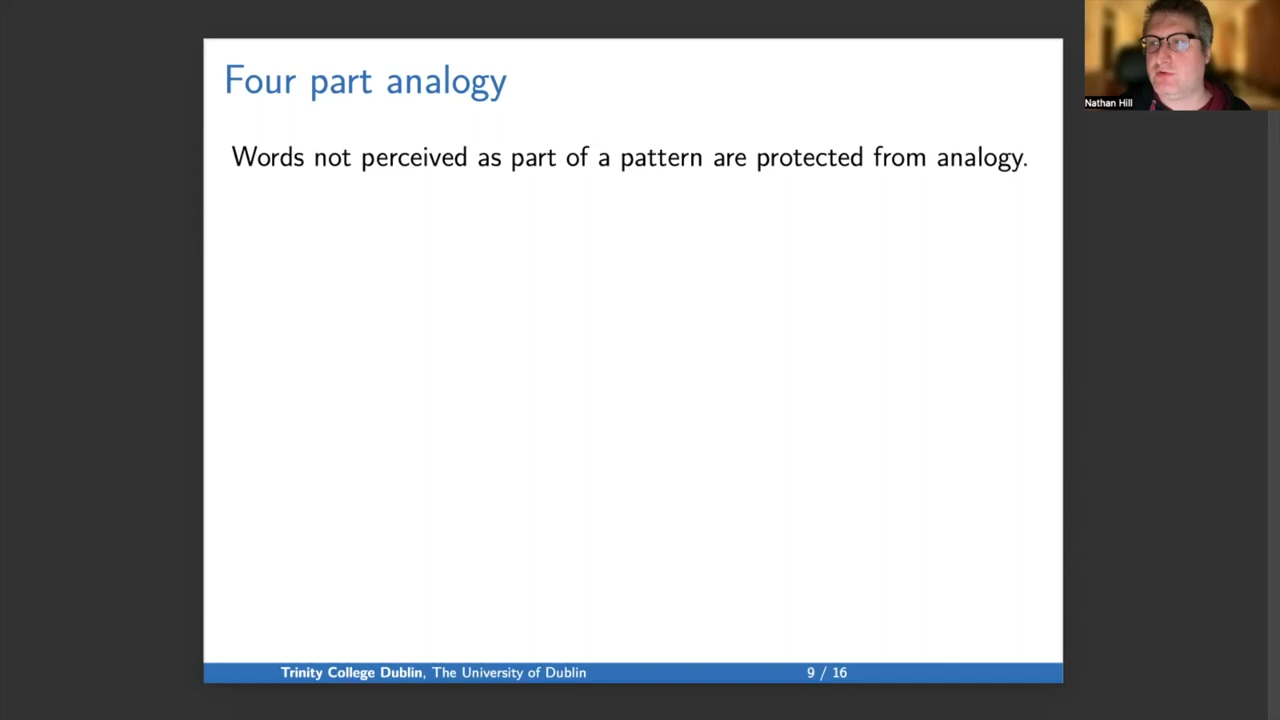 Four part analogy
Words not perceived as part of a pattern are protected from analogy.
Nathan Hill
Trinity College Dublin, The University of Dublin
9 / 16